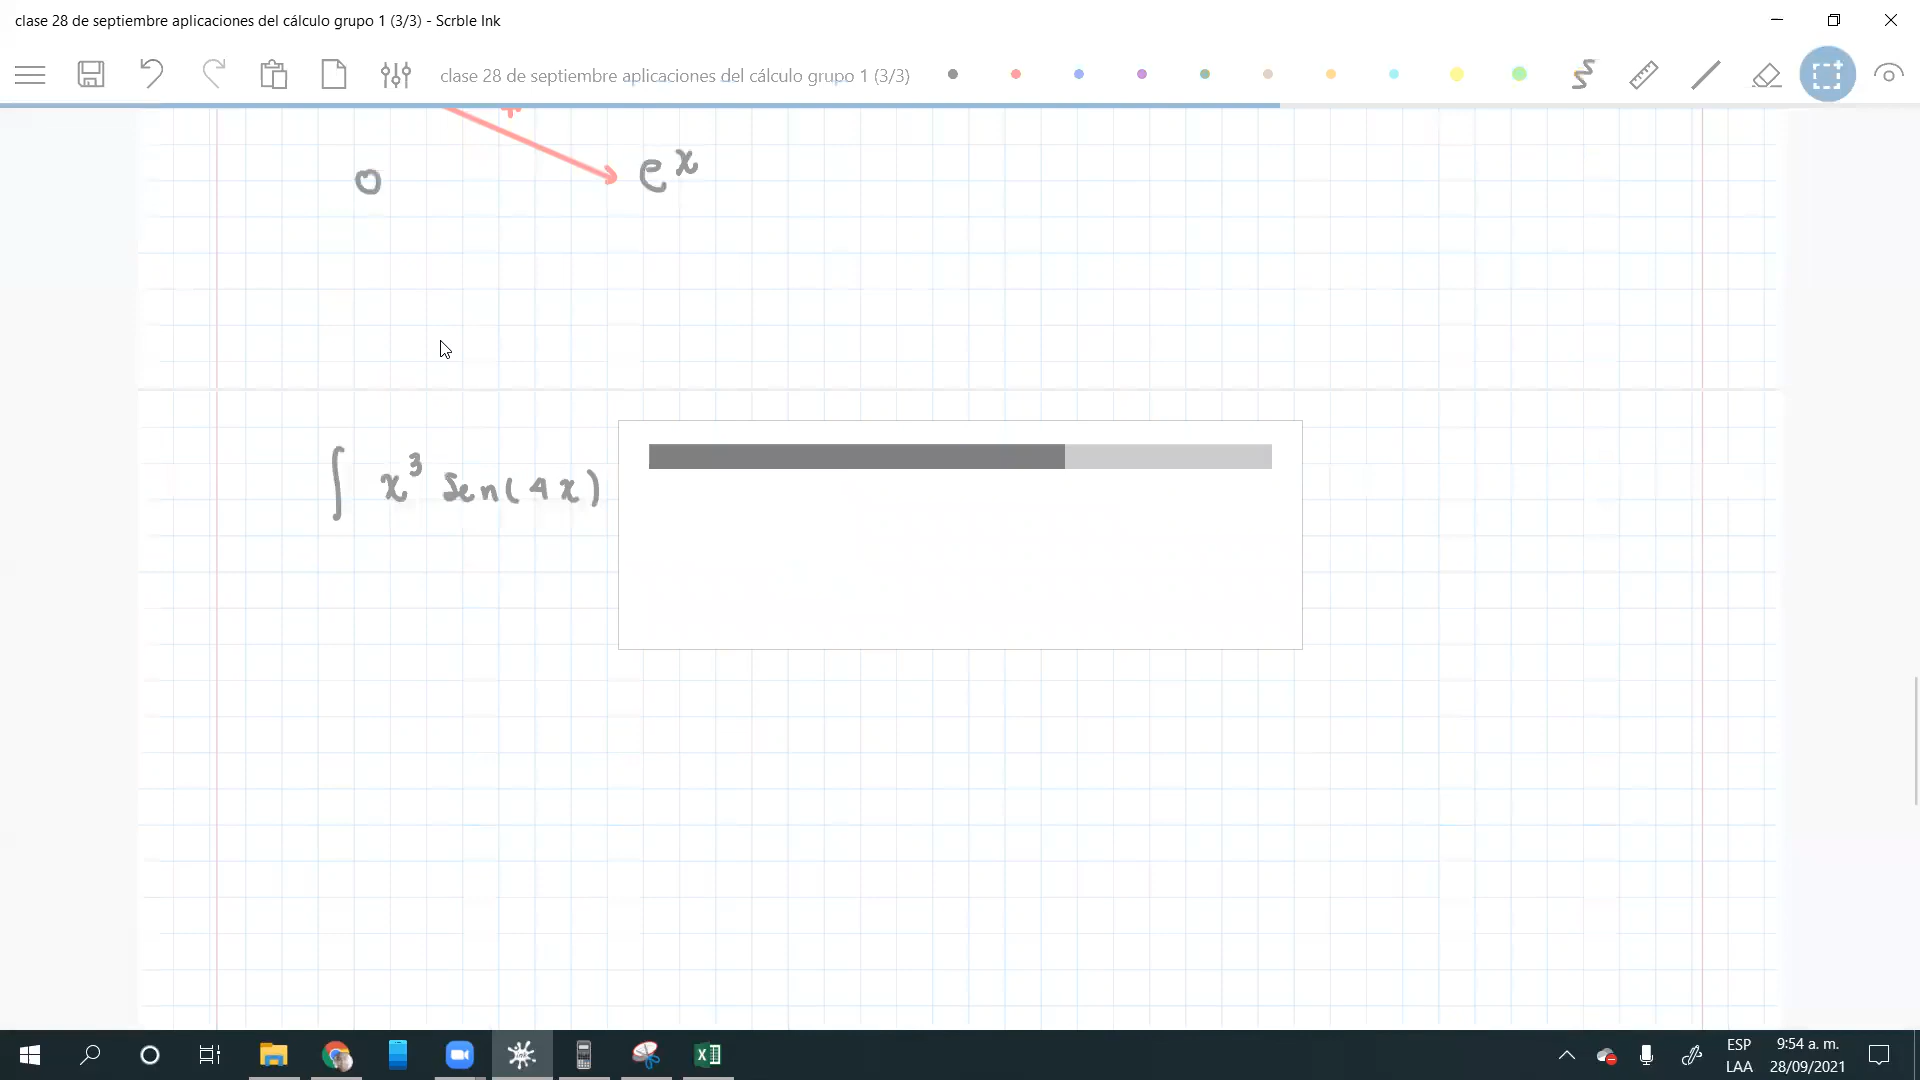 clase 28 de septiembre aplicaciones del cálculo grupo 1 (3/3) - Scrble Ink
clase 28 de septiembre aplicaciones del cálculo grupo 1 (3/3)
0 e^x
∫ x³ Sen(4x)
ESP 9:54 a. m.
LAA 28/09/2021